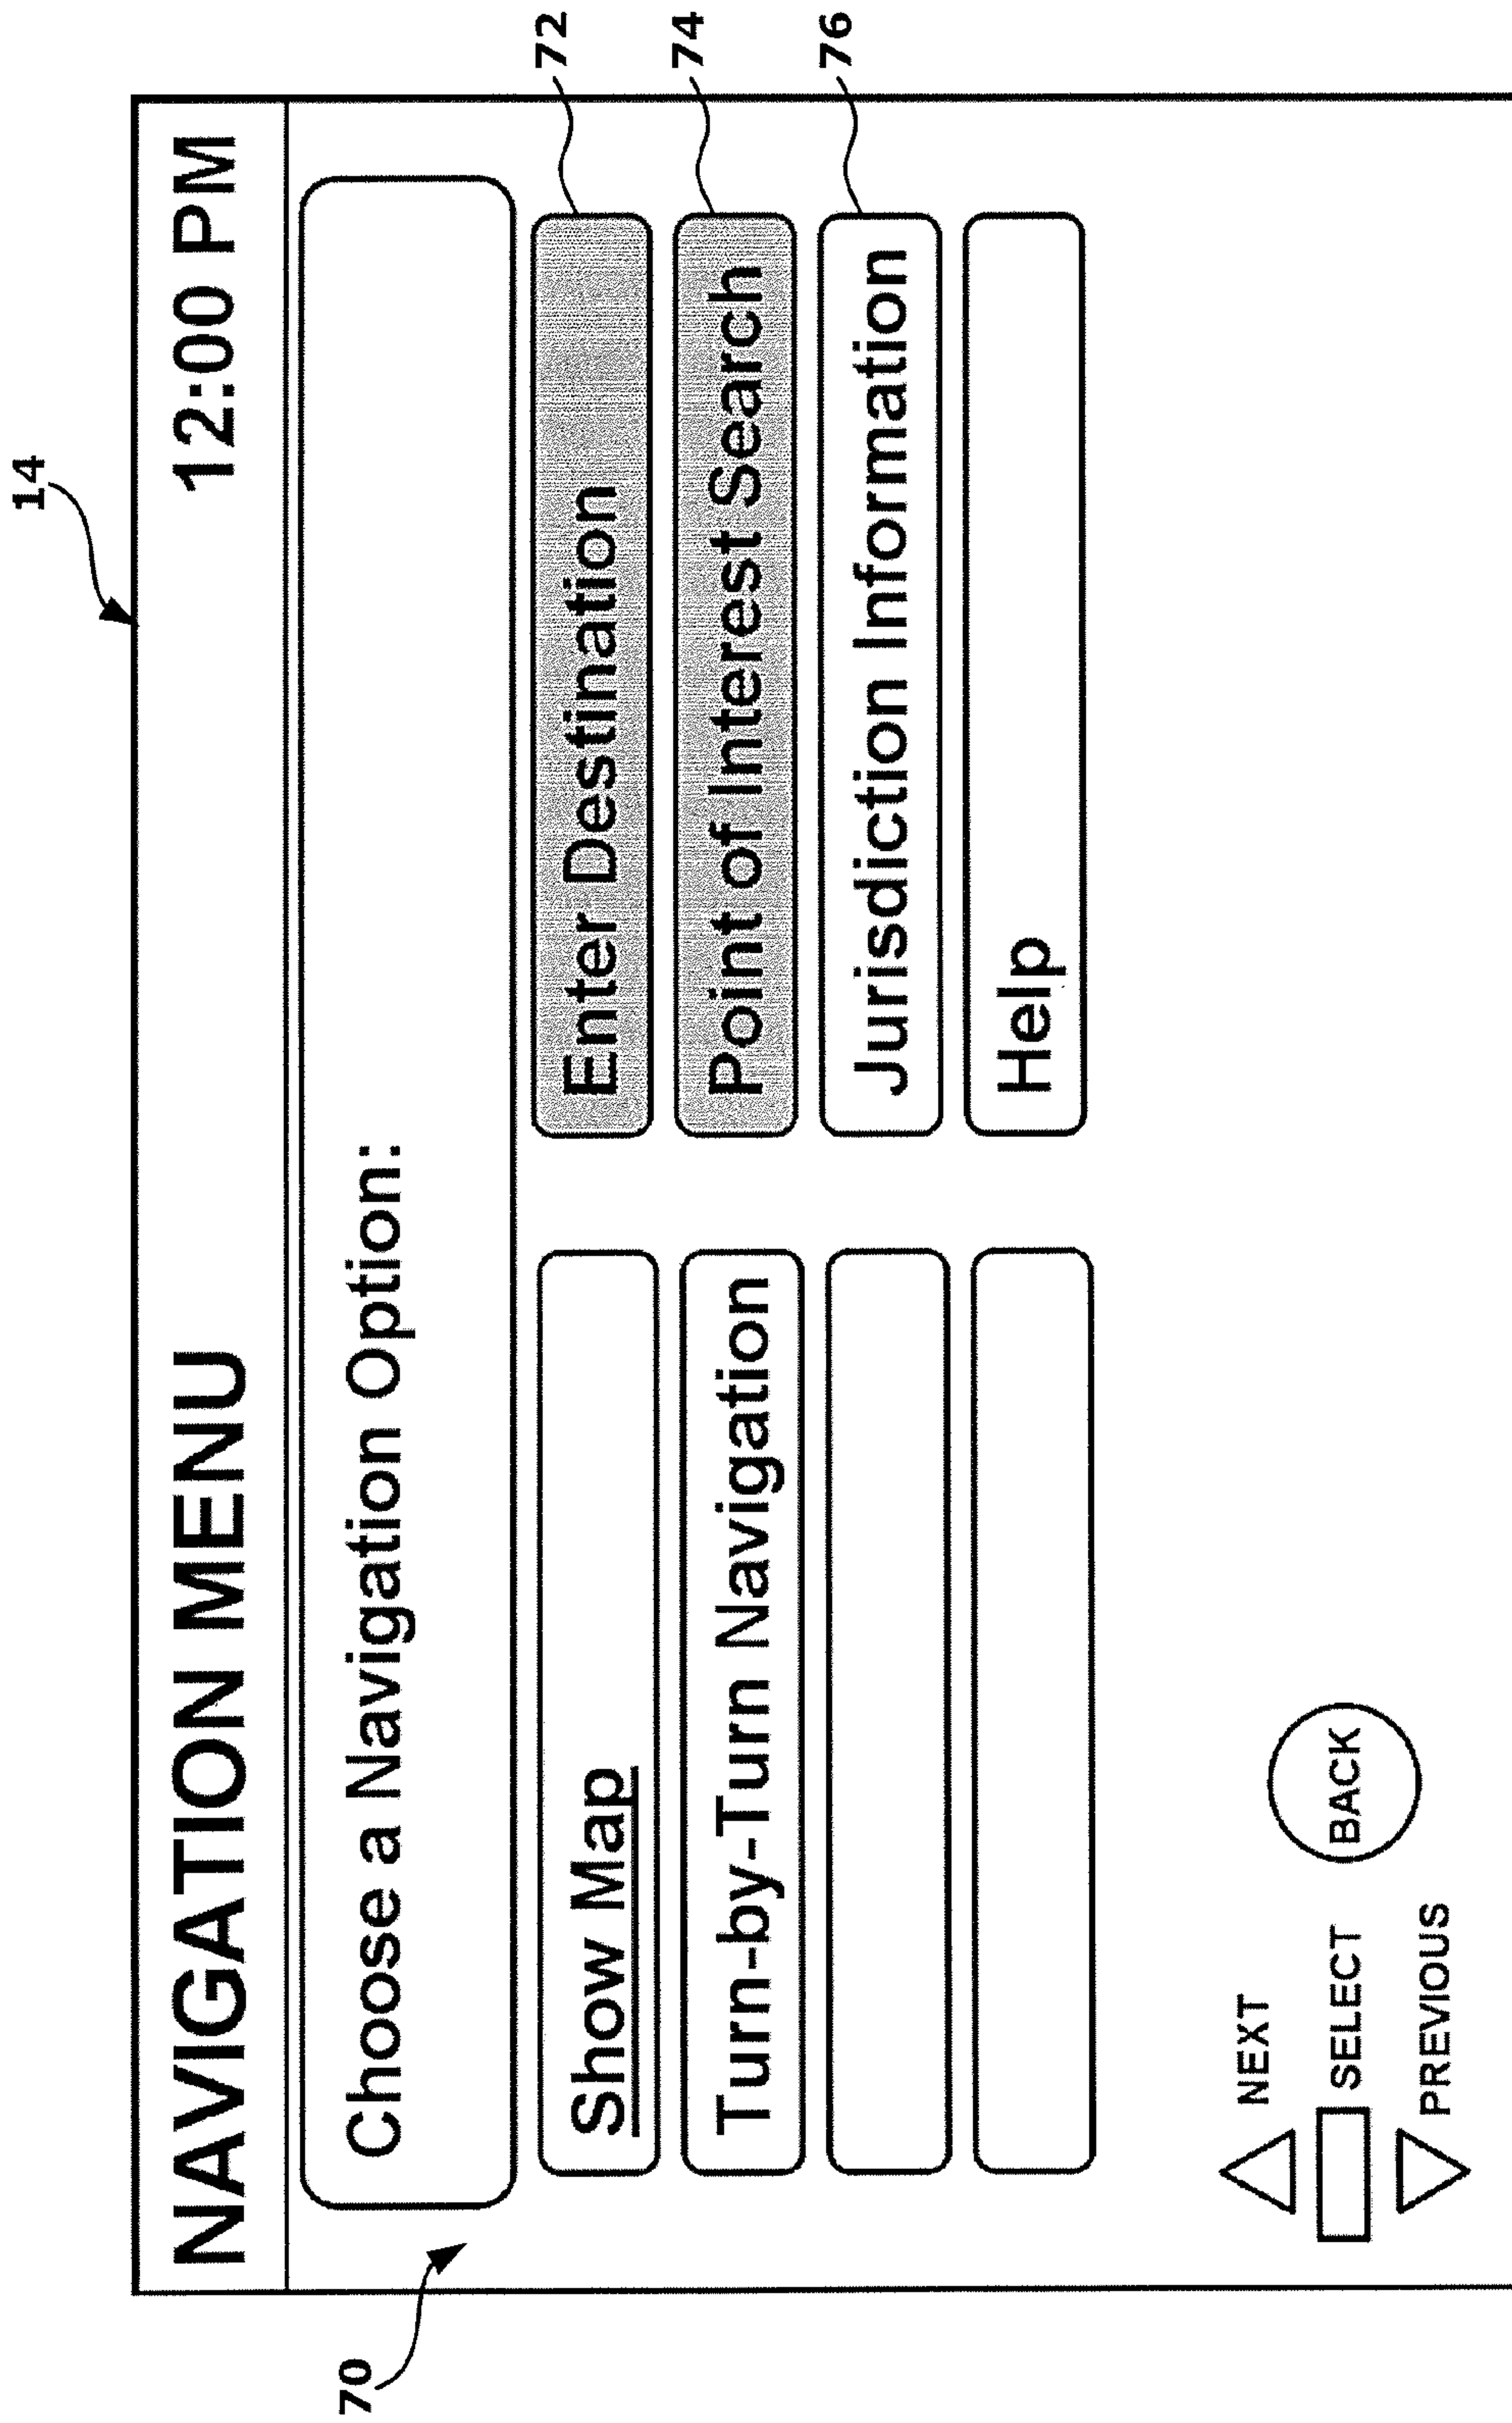 14
NAVIGATION MENU 12:00 PM
70
Choose a Navigation Option:
Show Map
Enter Destination
72
Turn-by-Turn Navigation
Point of Interest Search
74
Jurisdiction Information
76
Help
NEXT
SELECT
BACK
PREVIOUS